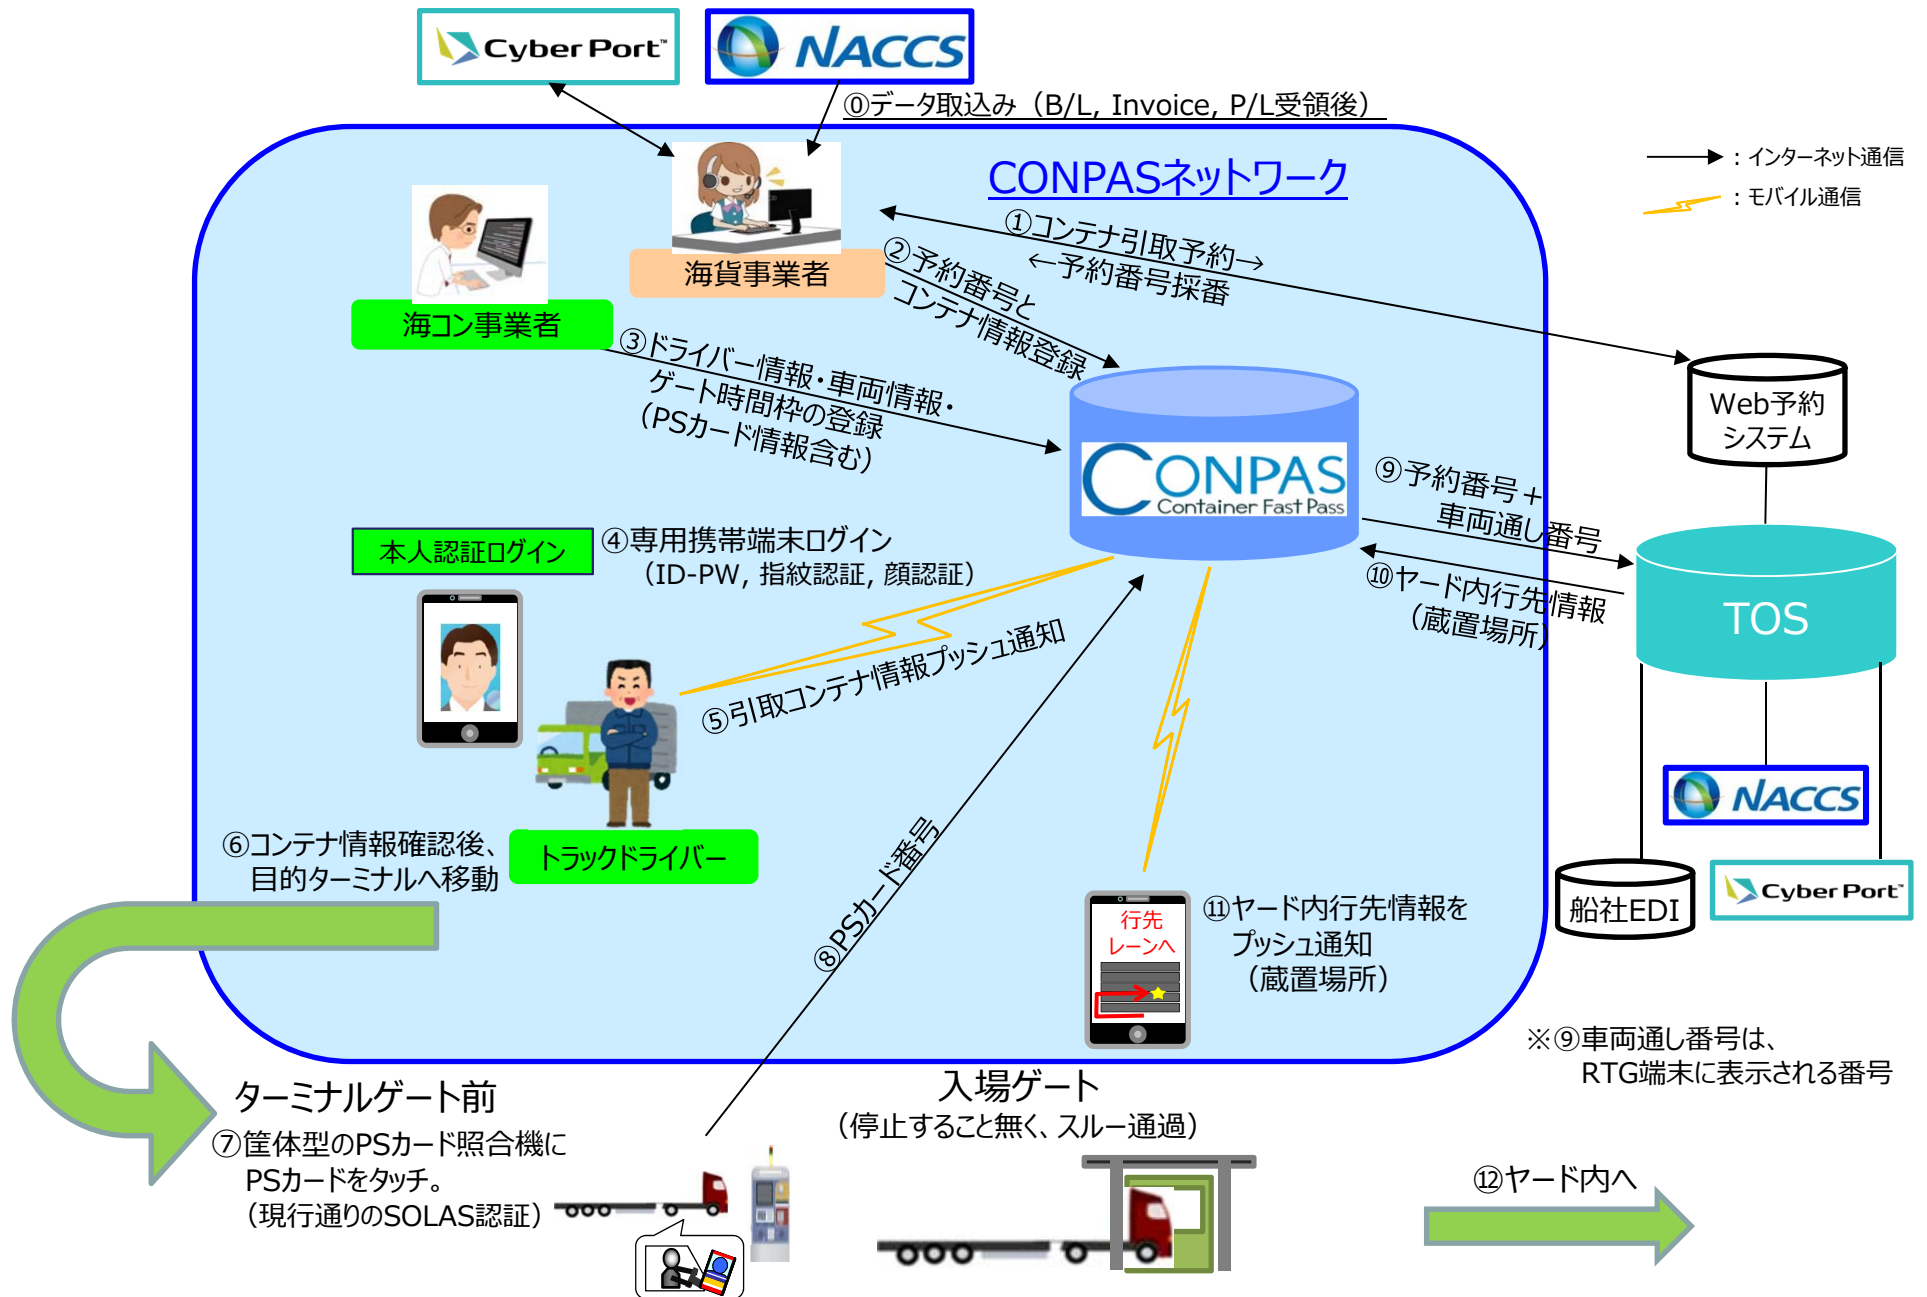 Cyber Port™
NACCS
⓪データ取込み（B/L, Invoice, P/L受領後）
CONPASネットワーク
：インターネット通信
：モバイル通信
海貨事業者
海コン事業者
①コンテナ引取予約→
←予約番号採番
②予約番号と
コンテナ情報登録
③ドライバー情報・車両情報・
ゲート時間枠の登録
（PSカード情報含む）
CONPAS
Container Fast Pass
Web予約
システム
⑨予約番号＋
車両通し番号
⑩ヤード内行先情報
（蔵置場所）
TOS
本人認証ログイン
④専用携帯端末ログイン
（ID-PW, 指紋認証, 顔認証）
⑤引取コンテナ情報プッシュ通知
トラックドライバー
⑥コンテナ情報確認後、
目的ターミナルへ移動
⑧PSカード番号
行先
レーンへ
⑪ヤード内行先情報を
プッシュ通知
（蔵置場所）
NACCS
船社EDI
Cyber Port™
※⑨車両通し番号は、
RTG端末に表示される番号
ターミナルゲート前
⑦筐体型のPSカード照合機に
PSカードをタッチ。
（現行通りのSOLAS認証）
入場ゲート
（停止すること無く、スルー通過）
⑫ヤード内へ